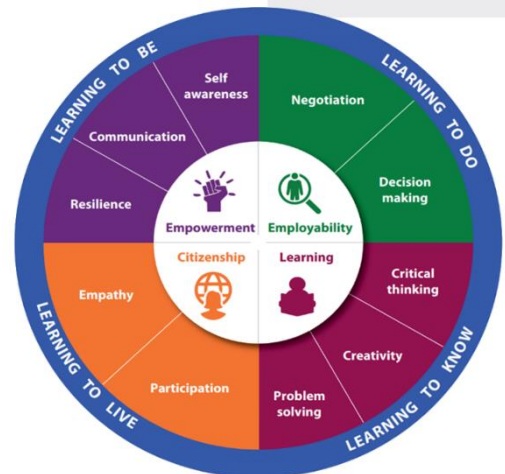 LEARNING TO BE
LEARNING TO DO
Self
awareness
Communication
Resilience
Negotiation
Decision
making
Empowerment
Employability
Citizenship
Learning
Empathy
Participation
Critical
thinking
Creativity
Problem
solving
LEARNING TO LIVE
LEARNING TO KNOW